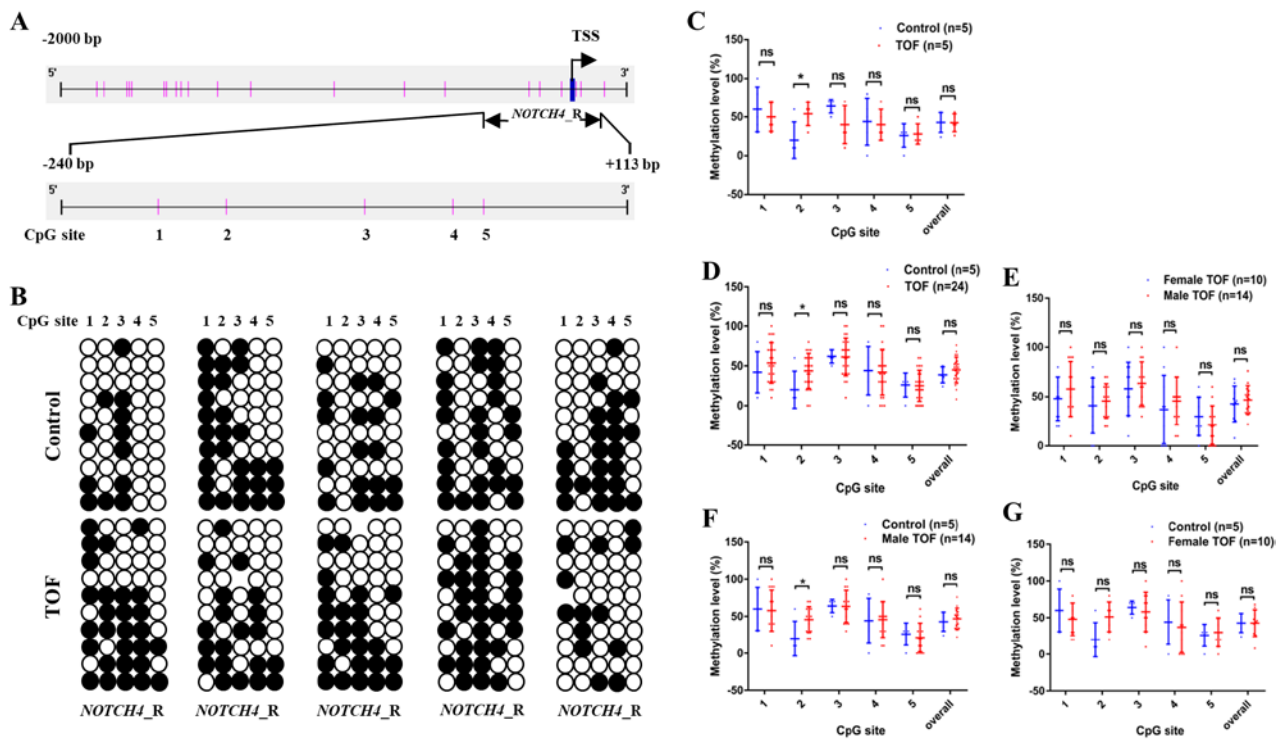 A
-2000 bp
TSS
5'
3'
NOTCH4_R
-240 bp
+113 bp
5'
3'
CpG site 1 2 3 4 5
B
CpG site 1 2 3 4 5 1 2 3 4 5 1 2 3 4 5 1 2 3 4 5 1 2 3 4 5
Control
TOF
NOTCH4_R NOTCH4_R NOTCH4_R NOTCH4_R NOTCH4_R
C
Control (n=5)
TOF (n=5)
Methylation level (%)
150
100
50
0
-50
ns * ns ns ns ns
1 2 3 4 5 overall
CpG site
D
Control (n=5)
TOF (n=24)
Methylation level (%)
150
100
50
0
-50
ns * ns ns ns ns
1 2 3 4 5 overall
CpG site
E
Female TOF (n=10)
Male TOF (n=14)
Methylation level (%)
150
100
50
0
-50
ns ns ns ns ns ns
1 2 3 4 5 overall
CpG site
F
Control (n=5)
Male TOF (n=14)
Methylation level (%)
150
100
50
0
-50
ns * ns ns ns ns
1 2 3 4 5 overall
CpG site
G
Control (n=5)
Female TOF (n=10)
Methylation level (%)
150
100
50
0
-50
ns ns ns ns ns ns
1 2 3 4 5 overall
CpG site